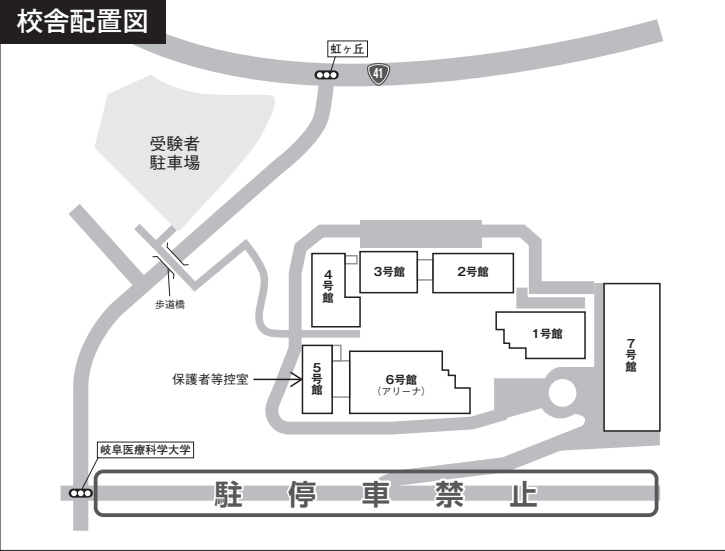 校舎配置図
虹ヶ丘
41
受験者
駐車場
歩道橋
4号館
3号館
2号館
1号館
7号館
5号館
6号館
（アリーナ）
保護者等控室
岐阜医療科学大学
駐停車禁止